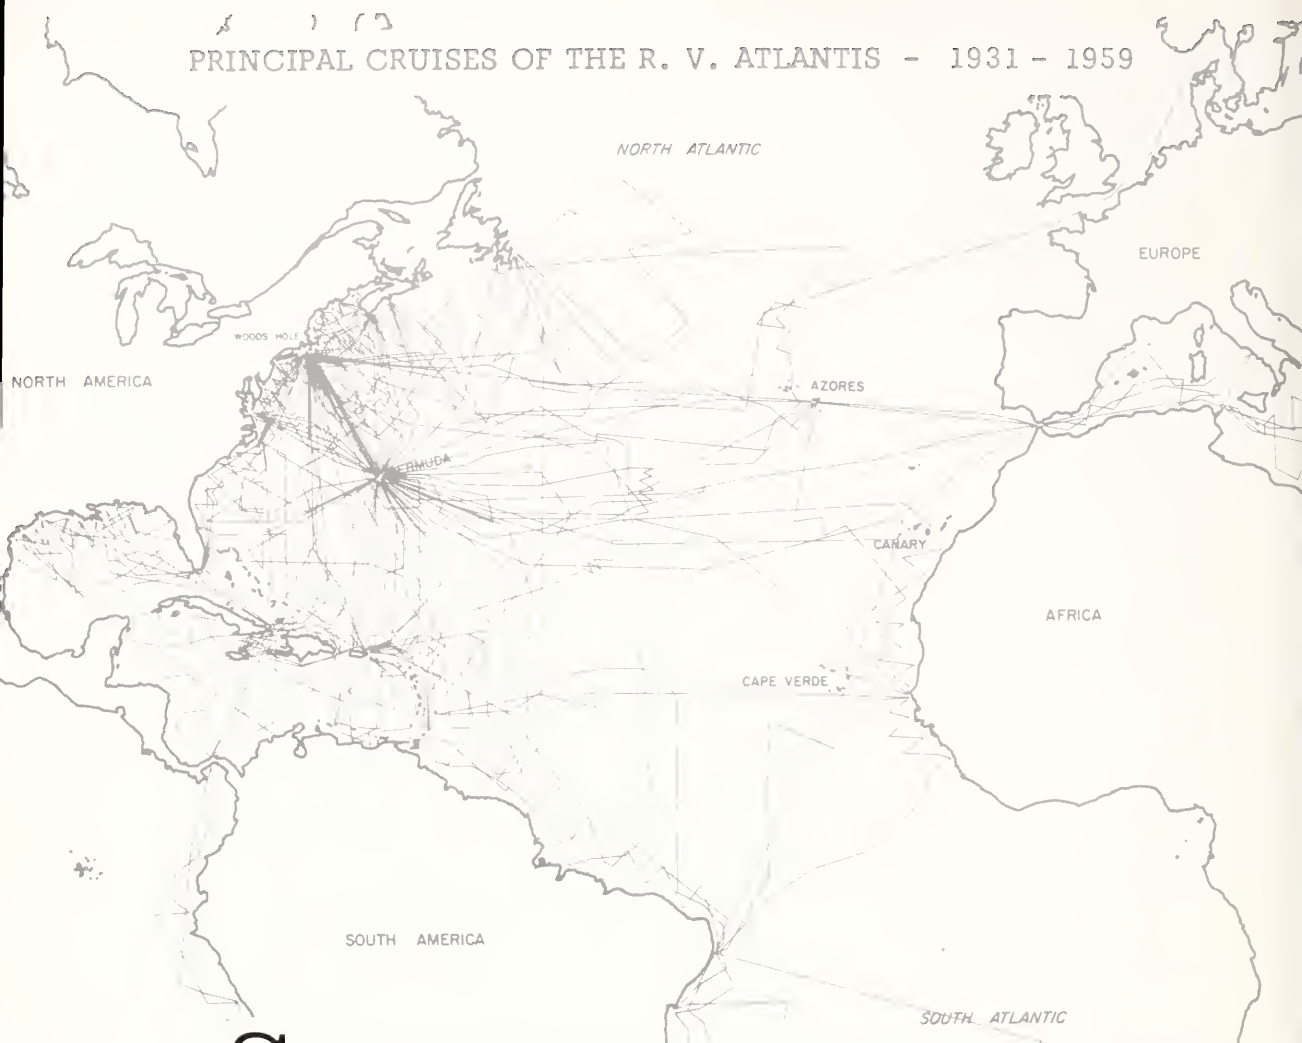 PRINCIPAL CRUISES OF THE R. V. ATLANTIS - 1931 - 1959
NORTH ATLANTIC
EUROPE
WOODS HOLE
NORTH AMERICA
AZORES
BERMUDA
CANARY
AFRICA
CAPE VERDE
SOUTH AMERICA
SOUTH ATLANTIC